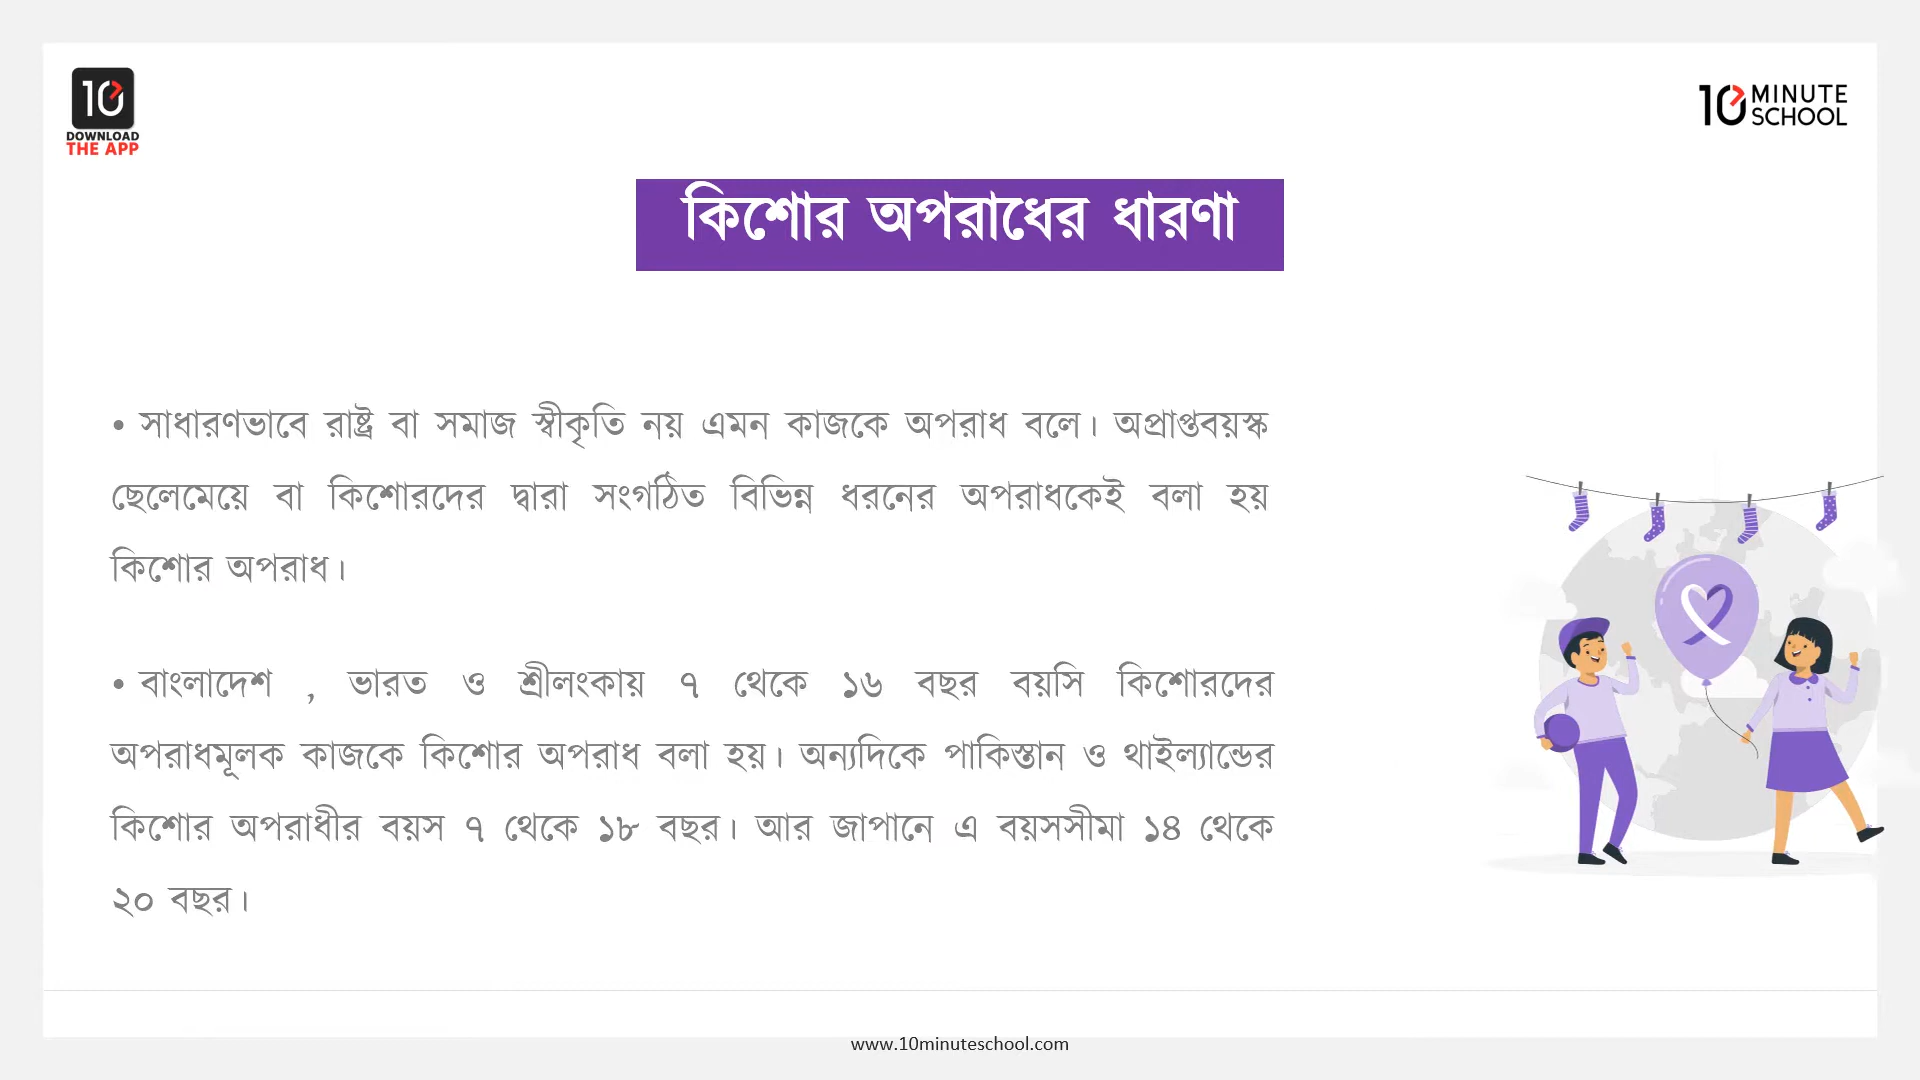 10
DOWNLOAD
THE APP
10 MINUTE
SCHOOL
কিশোর অপরাধের ধারণা
• সাধারণভাবে রাষ্ট্র বা সমাজ স্বীকৃতি নয় এমন কাজকে অপরাধ বলে। অপ্রাপ্তবয়স্ক
ছেলেমেয়ে বা কিশোরদের দ্বারা সংগঠিত বিভিন্ন ধরনের অপরাধকেই বলা হয়
কিশোর অপরাধ।
• বাংলাদেশ , ভারত ও শ্রীলংকায় ৭ থেকে ১৬ বছর বয়সি কিশোরদের
অপরাধমূলক কাজকে কিশোর অপরাধ বলা হয়। অন্যদিকে পাকিস্তান ও থাইল্যান্ডের
কিশোর অপরাধীর বয়স ৭ থেকে ১৮ বছর। আর জাপানে এ বয়সসীমা ১৪ থেকে
২০ বছর।
www.10minuteschool.com